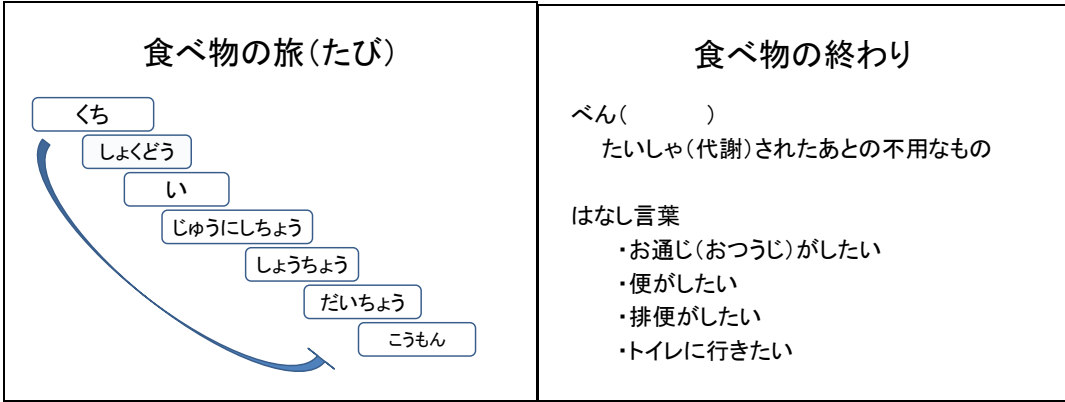 食べ物の旅（たび）
くち
しょくどう
い
じゅうにしちょう
しょうちょう
だいちょう
こうもん
食べ物の終わり
べん（　　　　）
たいしゃ（代謝）されたあとの不用なもの
はなし言葉
・お通じ（おつうじ）がしたい
・便がしたい
・排便がしたい
・トイレに行きたい